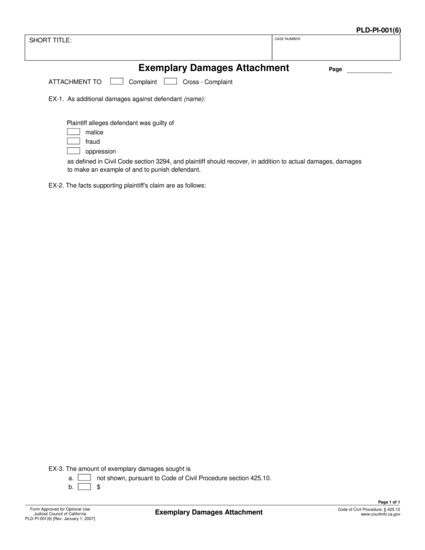 PLD-PI-001(6)
SHORT TITLE:
CASE NUMBER:
Exemplary Damages Attachment
Page
ATTACHMENT TO Complaint Cross - Complaint
EX-1. As additional damages against defendant (name):
Plaintiff alleges defendant was guilty of
malice
fraud
oppression
as defined in Civil Code section 3294, and plaintiff should recover, in addition to actual damages, damages
to make an example of and to punish defendant.
EX-2. The facts supporting plaintiff's claim are as follows:
EX-3. The amount of exemplary damages sought is
a. not shown, pursuant to Code of Civil Procedure section 425.10.
b. $
Page 1 of 1
Form Approved for Optional Use
Judicial Council of California
PLD-PI-001(6) [Rev. January 1, 2007]
Exemplary Damages Attachment
Code of Civil Procedure, § 425.12
www.courtinfo.ca.gov